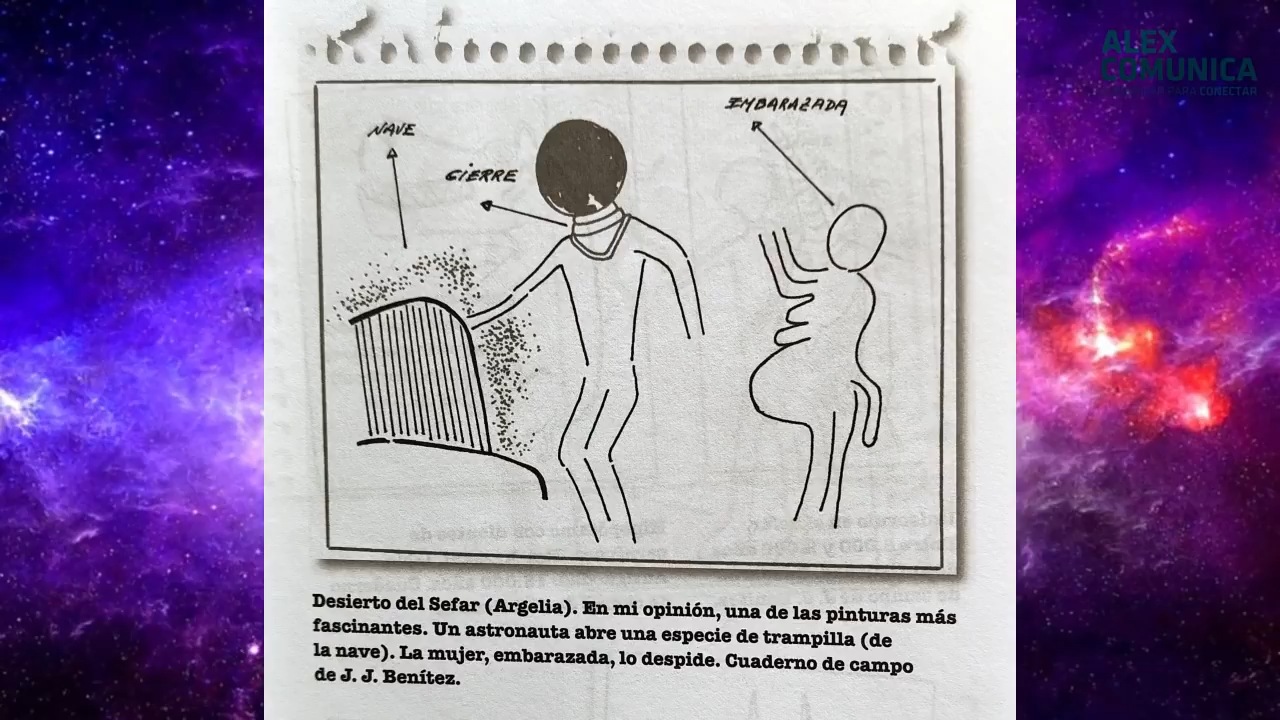 ALEX
COMUNICA
PARA CONECTAR
NAVE
CIERRE
EMBARAZADA
Desierto del Sefar (Argelia). En mi opinión, una de las pinturas más
fascinantes. Un astronauta abre una especie de trampilla (de
la nave). La mujer, embarazada, lo despide. Cuaderno de campo
de J. J. Benítez.